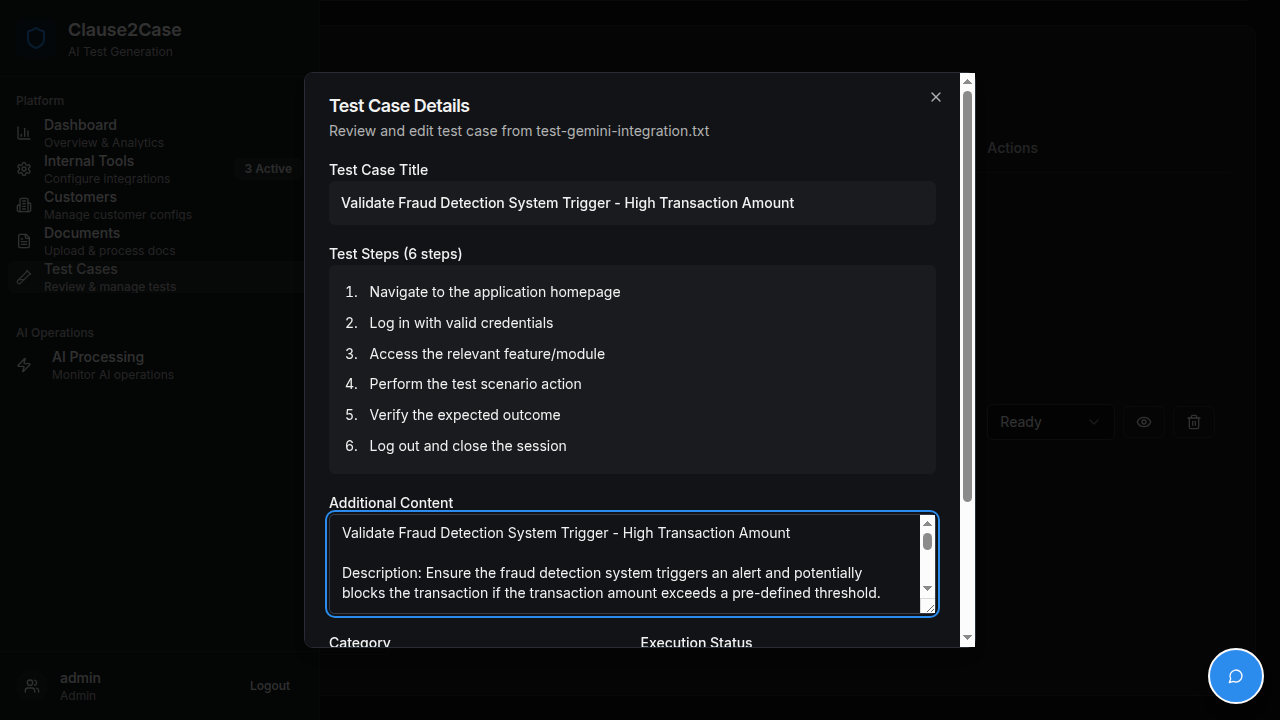 Clause2Case
AI Test Generation
Platform
Dashboard
Overview & Analytics
Internal Tools
Configure integrations
3 Active
Customers
Manage customer configs
Documents
Upload & process docs
Test Cases
Review & manage tests
AI Operations
AI Processing
Monitor AI operations
admin
Admin
Logout
Test Case Details
Review and edit test case from test-gemini-integration.txt
Test Case Title
Validate Fraud Detection System Trigger - High Transaction Amount
Test Steps (6 steps)
1. Navigate to the application homepage
2. Log in with valid credentials
3. Access the relevant feature/module
4. Perform the test scenario action
5. Verify the expected outcome
6. Log out and close the session
Additional Content
Validate Fraud Detection System Trigger - High Transaction Amount
Description: Ensure the fraud detection system triggers an alert and potentially
blocks the transaction if the transaction amount exceeds a pre-defined threshold.
Category Execution Status
Actions
Ready